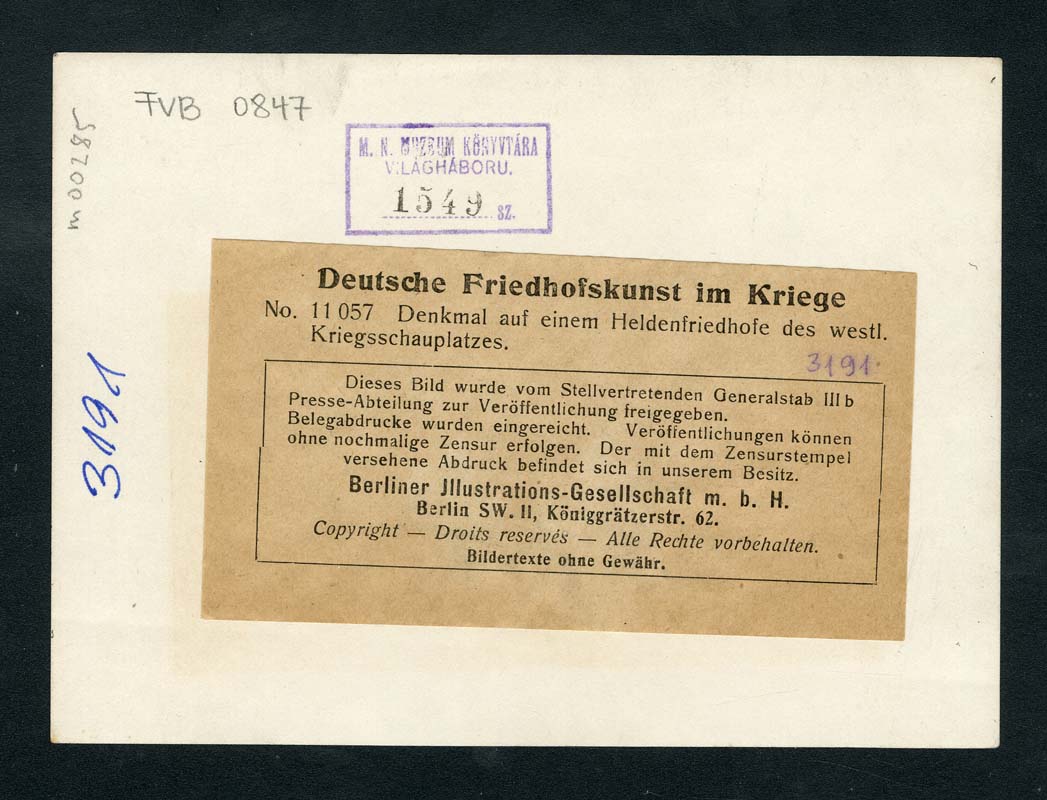 FVB 0847
m 00285
M. N. MUZEUM KÖNYVTÁRA
VILÁGHÁBORU.
1549 SZ.
Deutsche Friedhofskunst im Kriege
No. 11 057 Denkmal auf einem Heldenfriedhofe des westl.
Kriegsschauplatzes.
3191.
3191
Dieses Bild wurde vom Stellvertretenden Generalstab III b
Presse-Abteilung zur Veröffentlichung freigegeben.
Belegabdrucke wurden eingereicht. Veröffentlichungen können
ohne nochmalige Zensur erfolgen. Der mit dem Zensurstempel
versehene Abdruck befindet sich in unserem Besitz.
Berliner Jllustrations-Gesellschaft m. b. H.
Berlin SW. 11, Königgrätzerstr. 62.
Copyright — Droits reservés — Alle Rechte vorbehalten.
Bildertexte ohne Gewähr.